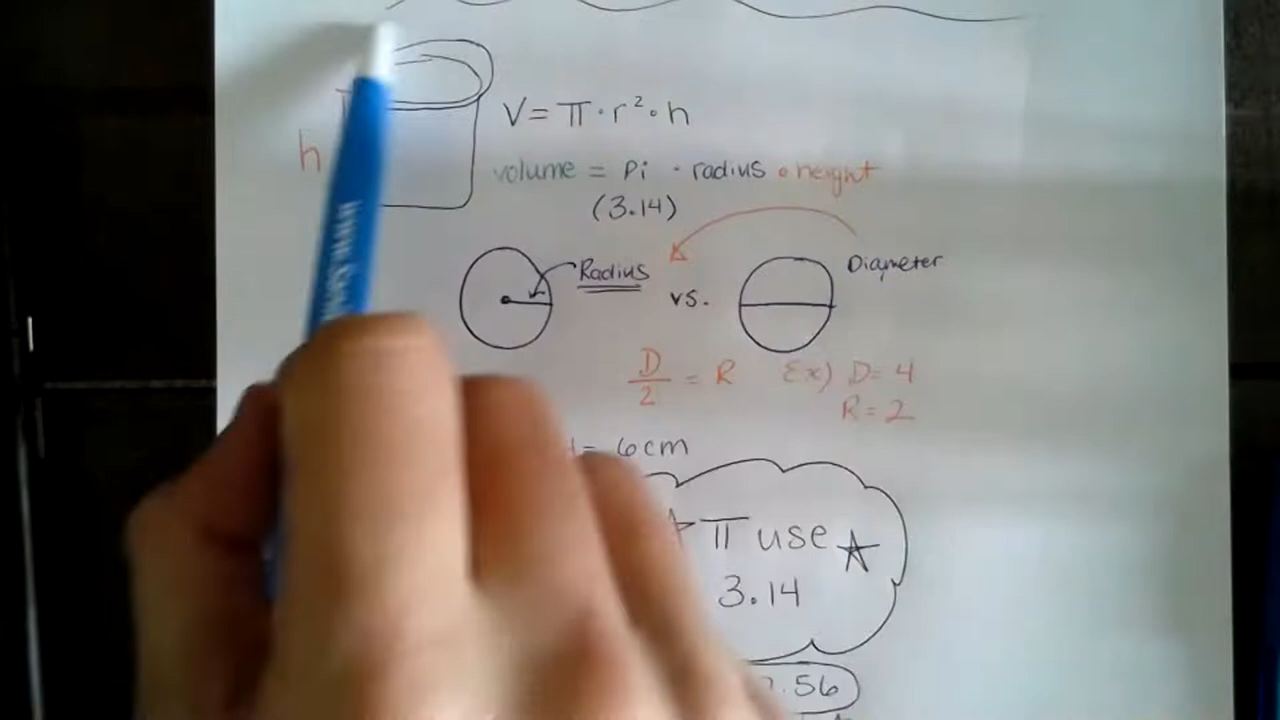 V = π · r² · h
h
volume = Pi · radius · height
(3.14)
Radius
vs.
Diameter
D/2 = R
Ex) D = 4
R = 2
= 6cm
π use
3.14
.56